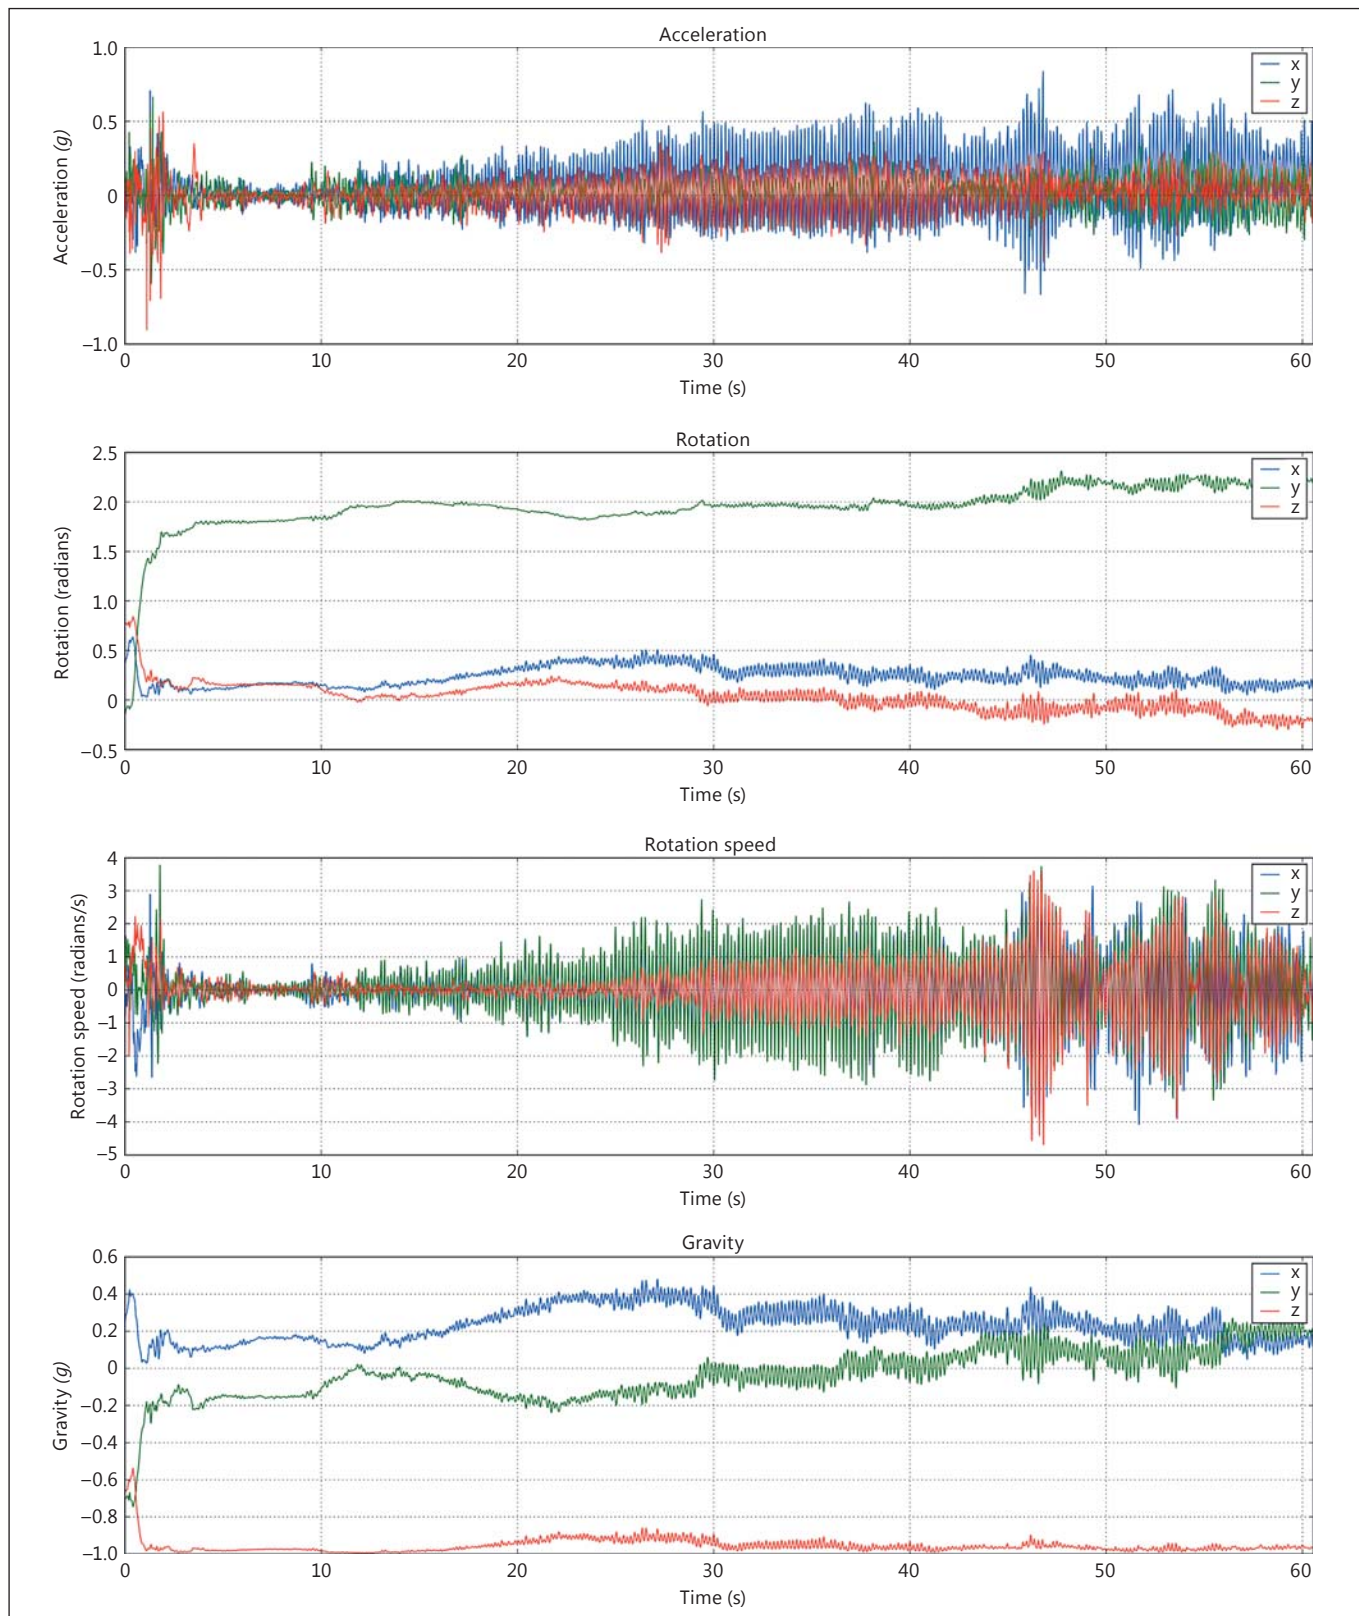 Acceleration
1.0
0.5
0
−0.5
−1.0
Acceleration (g)
x
y
z
0 10 20 30 40 50 60
Time (s)
Rotation
2.5
2.0
1.5
1.0
0.5
0
−0.5
Rotation (radians)
x
y
z
0 10 20 30 40 50 60
Time (s)
Rotation speed
4
3
2
1
0
−1
−2
−3
−4
−5
Rotation speed (radians/s)
x
y
z
0 10 20 30 40 50 60
Time (s)
Gravity
0.6
0.4
0.2
0
−0.2
−0.4
−0.6
−0.8
−1.0
Gravity (g)
x
y
z
0 10 20 30 40 50 60
Time (s)